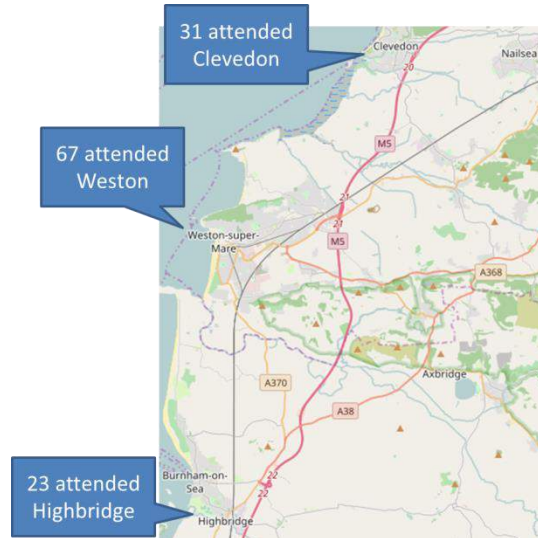 31 attended
Clevedon
Clevedon
Nailsea
20
M5
67 attended
Weston
21
21
Weston-super-
Mare
M5
A368
A370
Axbridge
A38
23 attended
Highbridge
Burnham-on-
Sea
22
22
Highbridge